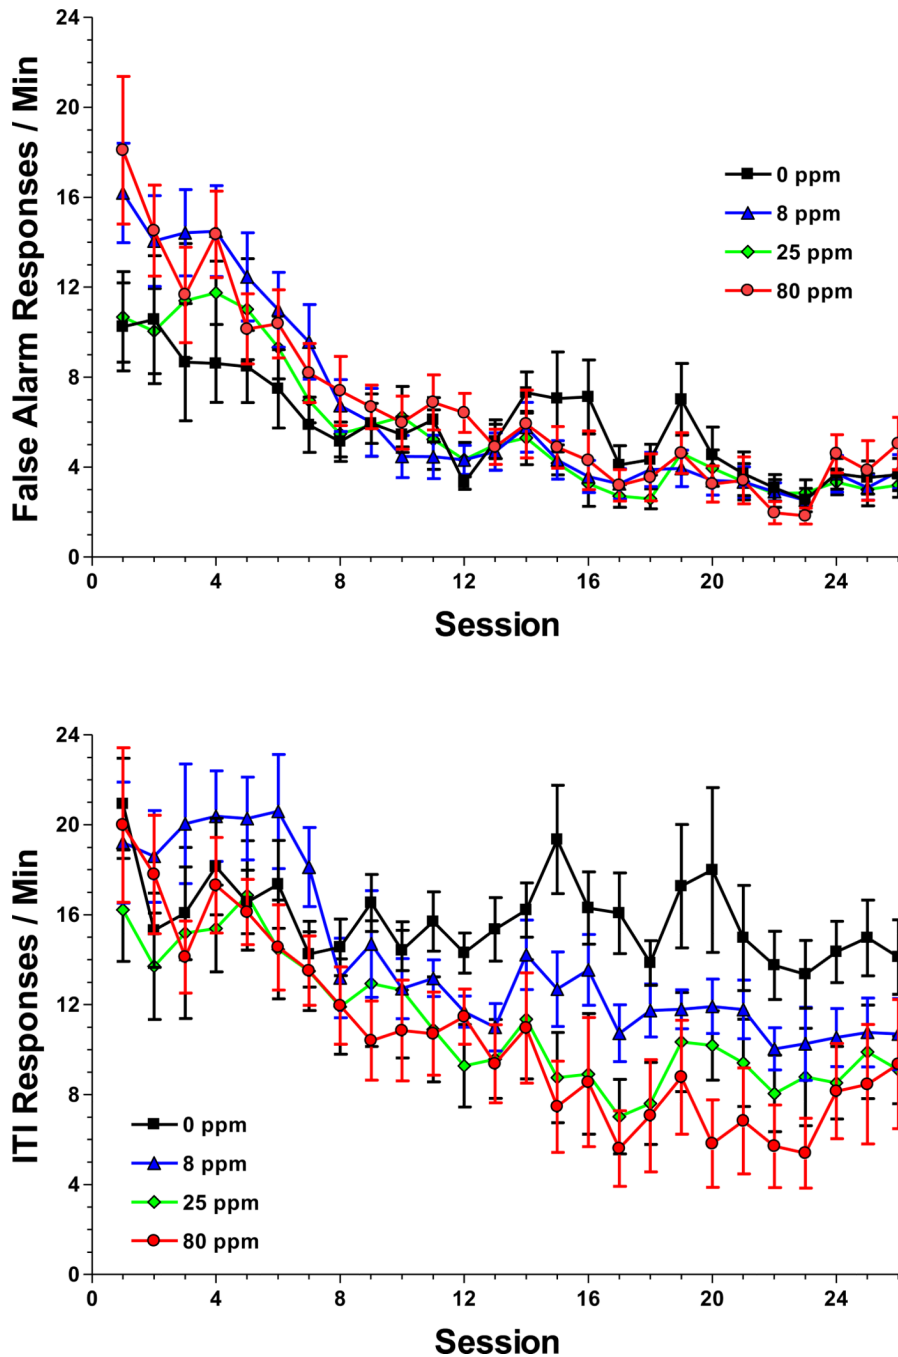 False Alarm Responses / Min
24
20
16
12
8
4
0
0 ppm
8 ppm
25 ppm
80 ppm
0 4 8 12 16 20 24
Session
ITI Responses / Min
24
20
16
12
8
4
0
0 ppm
8 ppm
25 ppm
80 ppm
0 4 8 12 16 20 24
Session